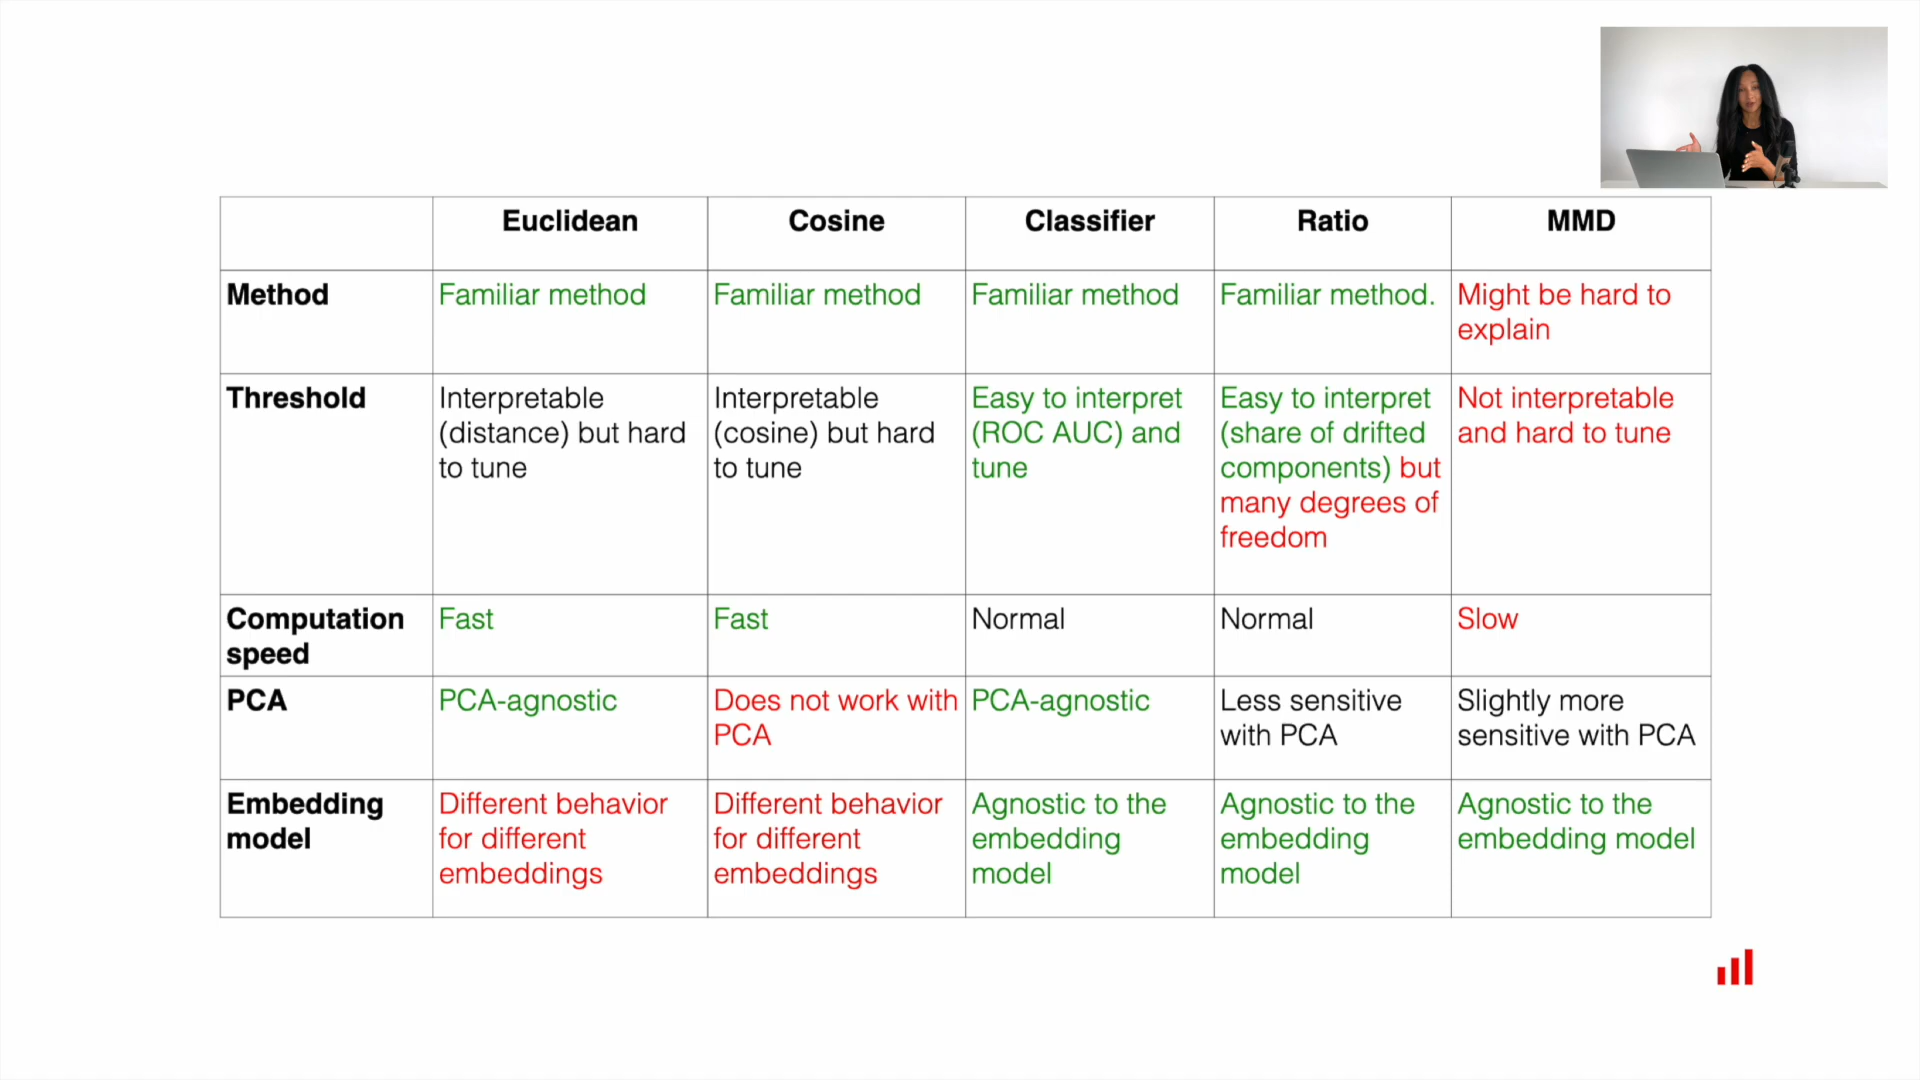 Euclidean
Cosine
Classifier
Ratio
MMD
Method
Familiar method
Familiar method
Familiar method
Familiar method.
Might be hard to
explain
Threshold
Interpretable
(distance) but hard
to tune
Interpretable
(cosine) but hard
to tune
Easy to interpret
(ROC AUC) and
tune
Easy to interpret
(share of drifted
components) but
many degrees of
freedom
Not interpretable
and hard to tune
Computation
speed
Fast
Fast
Normal
Normal
Slow
PCA
PCA-agnostic
Does not work with
PCA
PCA-agnostic
Less sensitive
with PCA
Slightly more
sensitive with PCA
Embedding
model
Different behavior
for different
embeddings
Different behavior
for different
embeddings
Agnostic to the
embedding
model
Agnostic to the
embedding
model
Agnostic to the
embedding model